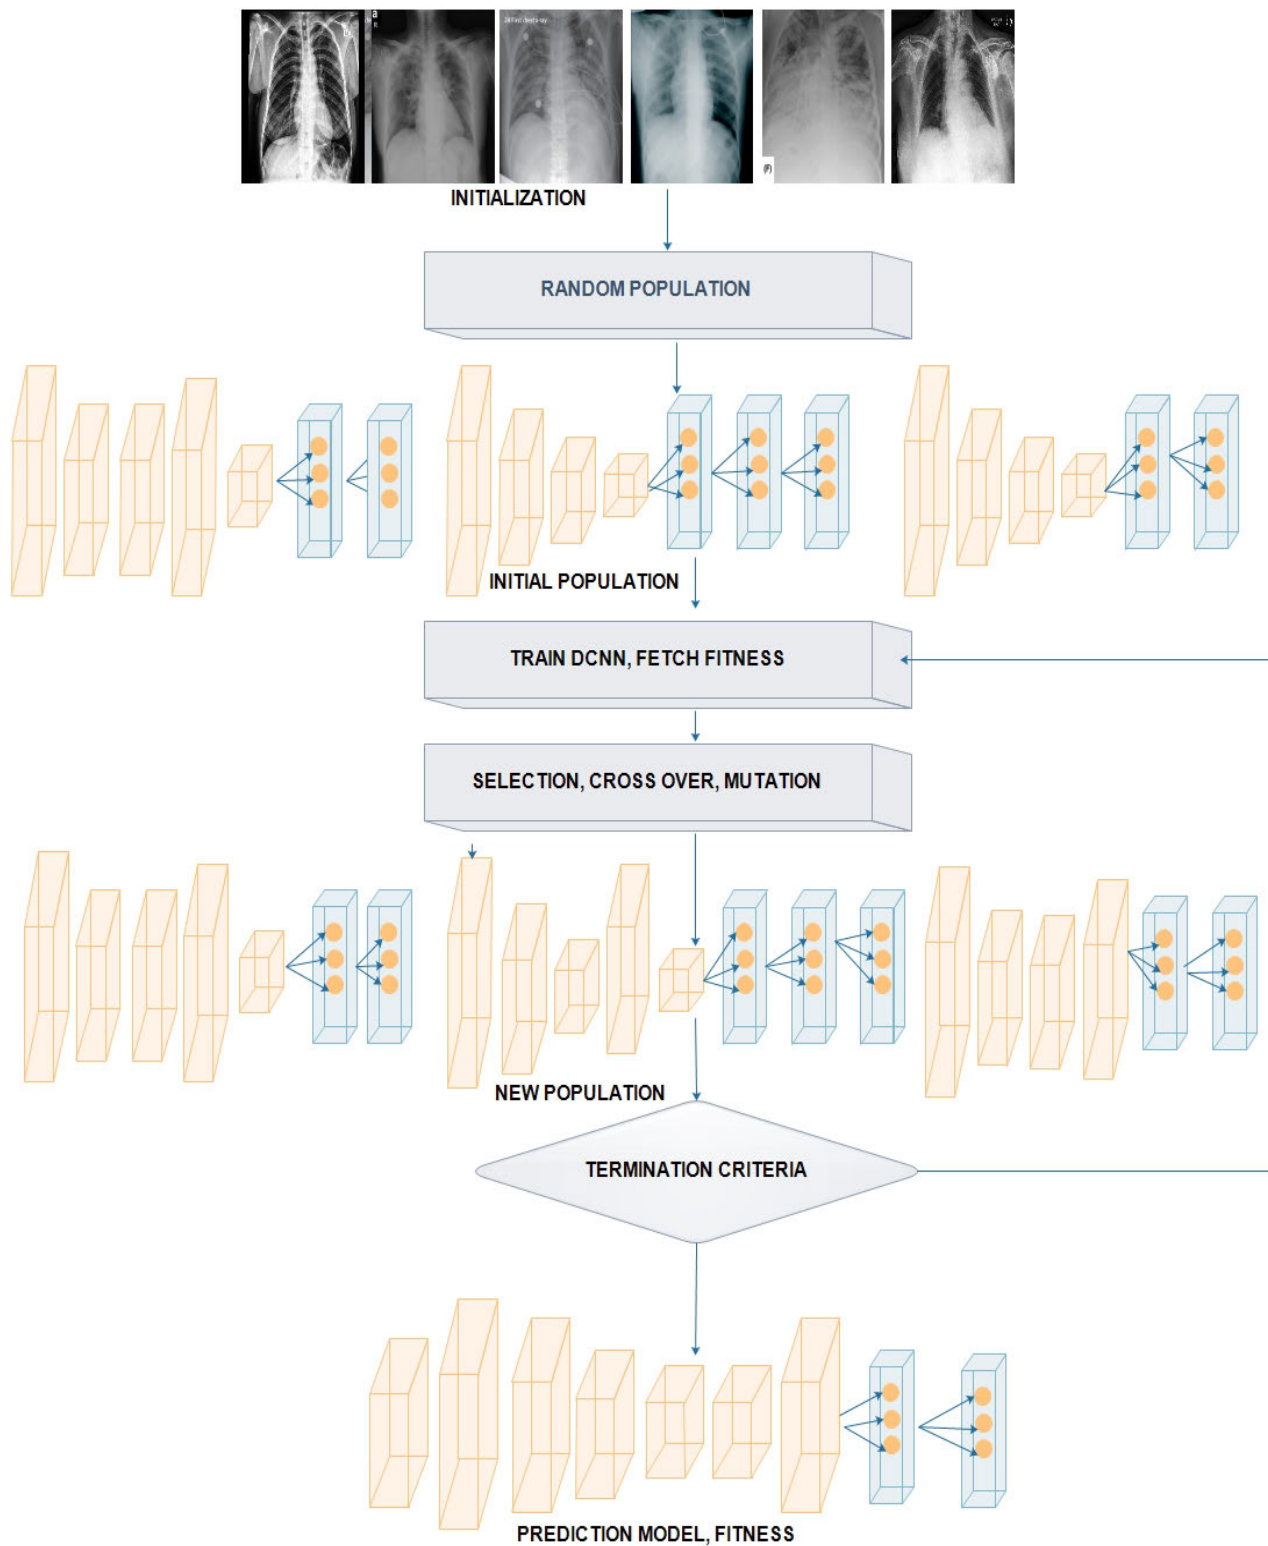 a
R
INITIALIZATION
RANDOM POPULATION
INITIAL POPULATION
TRAIN DCNN, FETCH FITNESS
SELECTION, CROSS OVER, MUTATION
NEW POPULATION
TERMINATION CRITERIA
PREDICTION MODEL, FITNESS